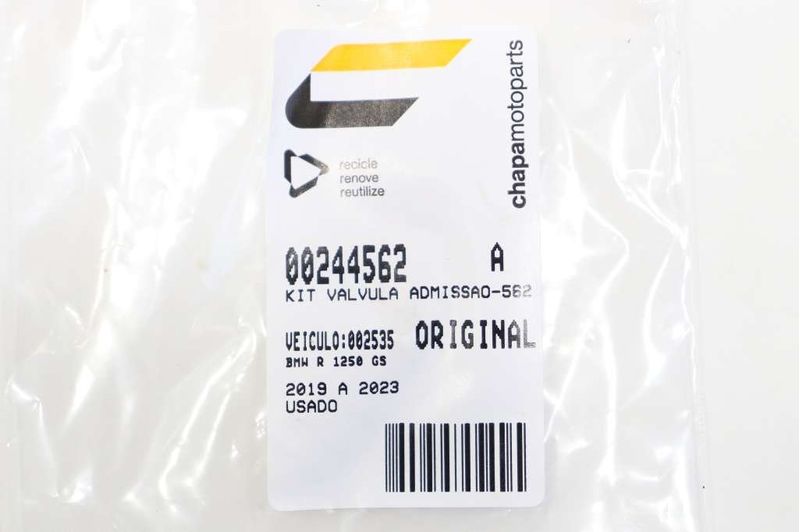 chapamotoparts
recicle
renove
reutilize
00244562 A
KIT VALVULA ADMISSAO-562
VEICULO:002535 ORIGINAL
BMW R 1250 GS
2019 A 2023
USADO